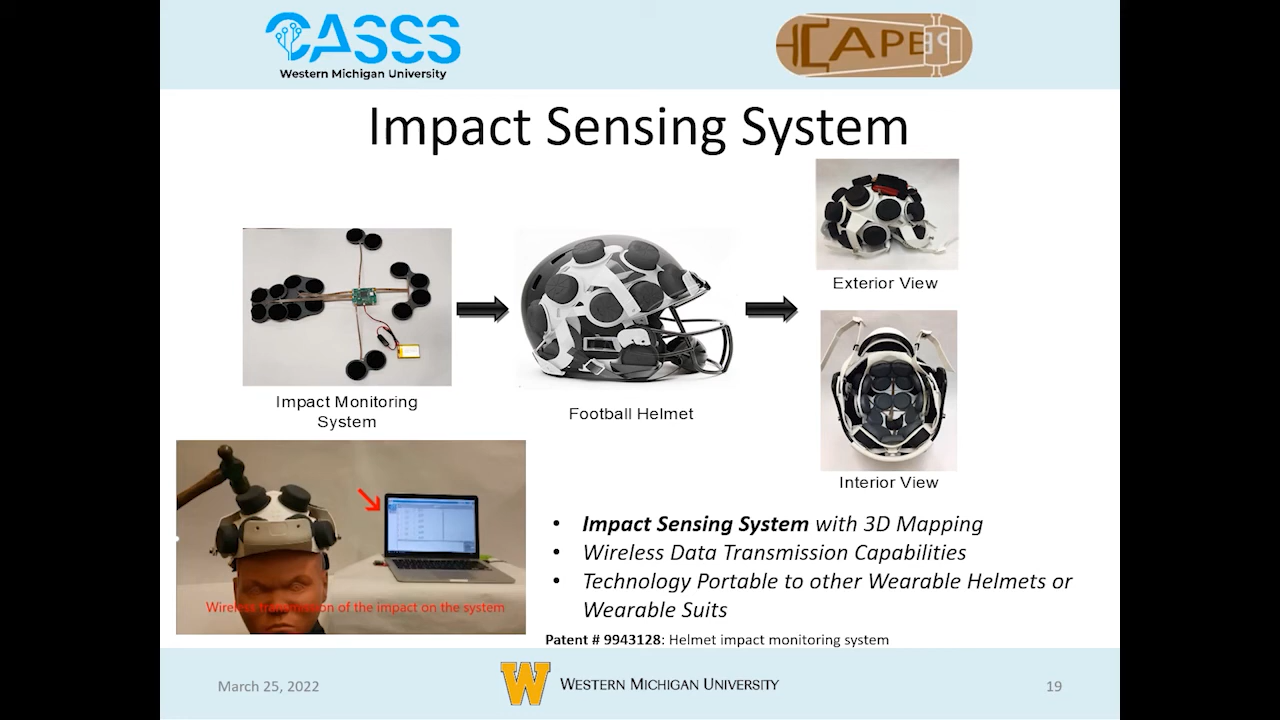 CASSS
Western Michigan University
CAPE
Impact Sensing System
Exterior View
Impact Monitoring
System
Football Helmet
Interior View
Wireless transmission of the impact on the system
• Impact Sensing System with 3D Mapping
• Wireless Data Transmission Capabilities
• Technology Portable to other Wearable Helmets or
Wearable Suits
Patent # 9943128: Helmet impact monitoring system
March 25, 2022
W WESTERN MICHIGAN UNIVERSITY
19